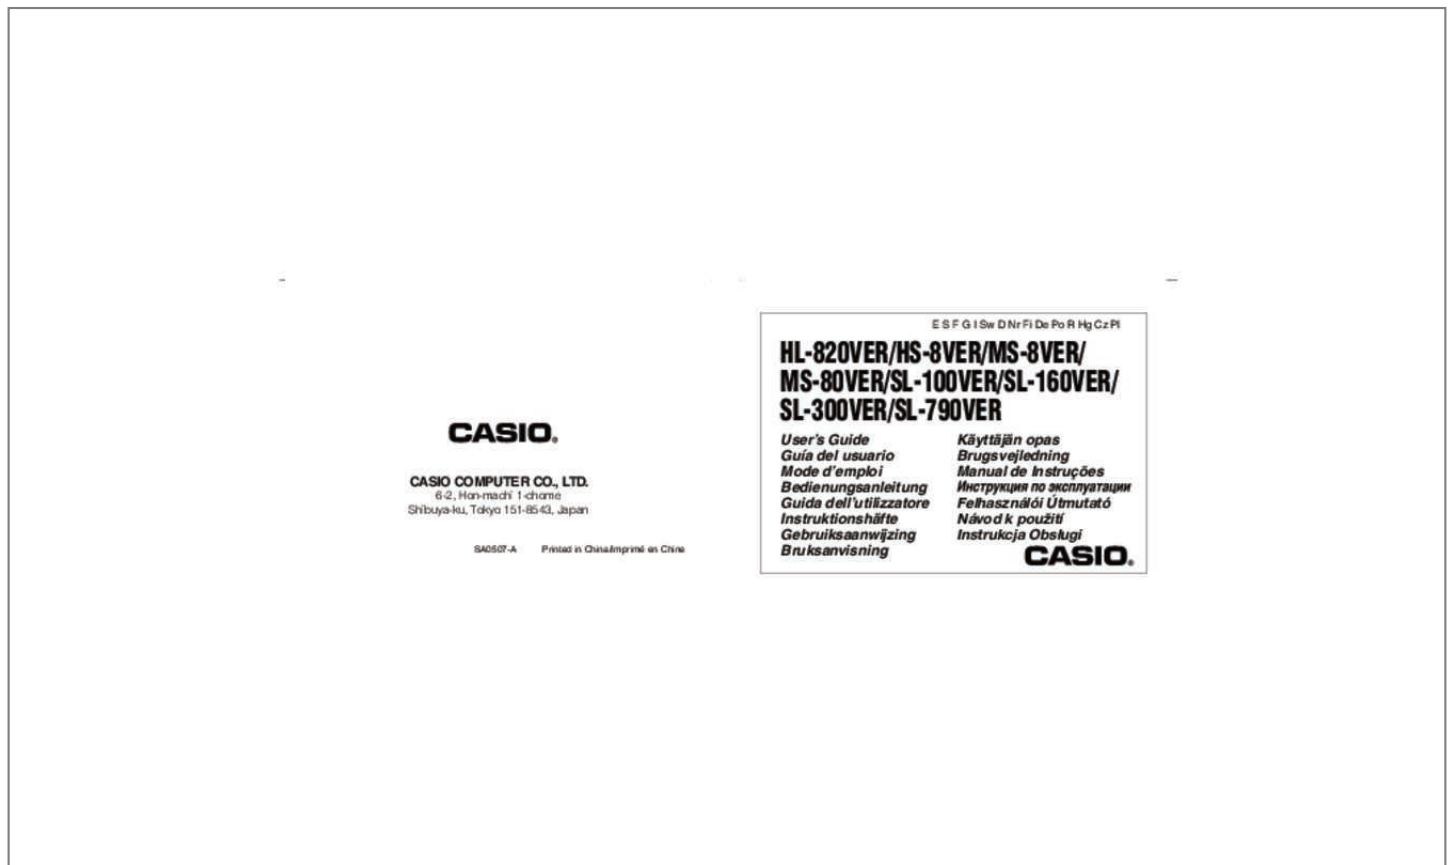 CASIO®
CASIO COMPUTER CO., LTD.
6-2, Hon-machi 1-chome
Shibuya-ku, Tokyo 151-8543, Japan
SA0507-A Printed in China/Imprimé en Chine
E S F G I Sw D Nr Fi De Po R Hg Cz Pl
HL-820VER/HS-8VER/MS-8VER/
MS-80VER/SL-100VER/SL-160VER/
SL-300VER/SL-790VER
User's Guide
Guía del usuario
Mode d'emploi
Bedienungsanleitung
Guida dell'utilizzatore
Instruktionshäfte
Gebruiksaanwijzing
Bruksanvisning
Käyttäjän opas
Brugsvejledning
Manual de Instruções
Инструкция по эксплуатации
Felhasználói Útmutató
Návod k použití
Instrukcja Obsługi
CASIO®